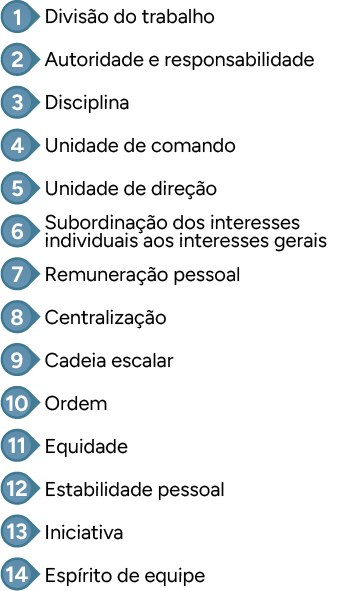 1 Divisão do trabalho
2 Autoridade e responsabilidade
3 Disciplina
4 Unidade de comando
5 Unidade de direção
6 Subordinação dos interesses
individuais aos interesses gerais
7 Remuneração pessoal
8 Centralização
9 Cadeia escalar
10 Ordem
11 Equidade
12 Estabilidade pessoal
13 Iniciativa
14 Espírito de equipe